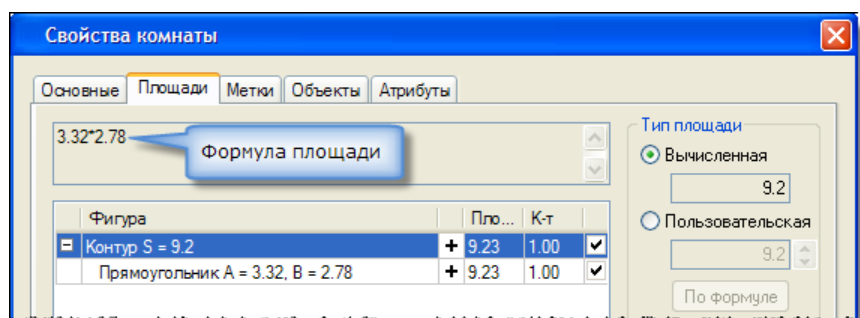 Свойства комнаты
Основные Площади Метки Объекты Атрибуты
3.32*2.78
Формула площади
Тип площади
Вычисленная
9.2
Пользовательская
9.2
По формуле
Фигура Пло... К-т
Контур S = 9.2 + 9.23 1.00
Прямоугольник A = 3.32, B = 2.78 + 9.23 1.00